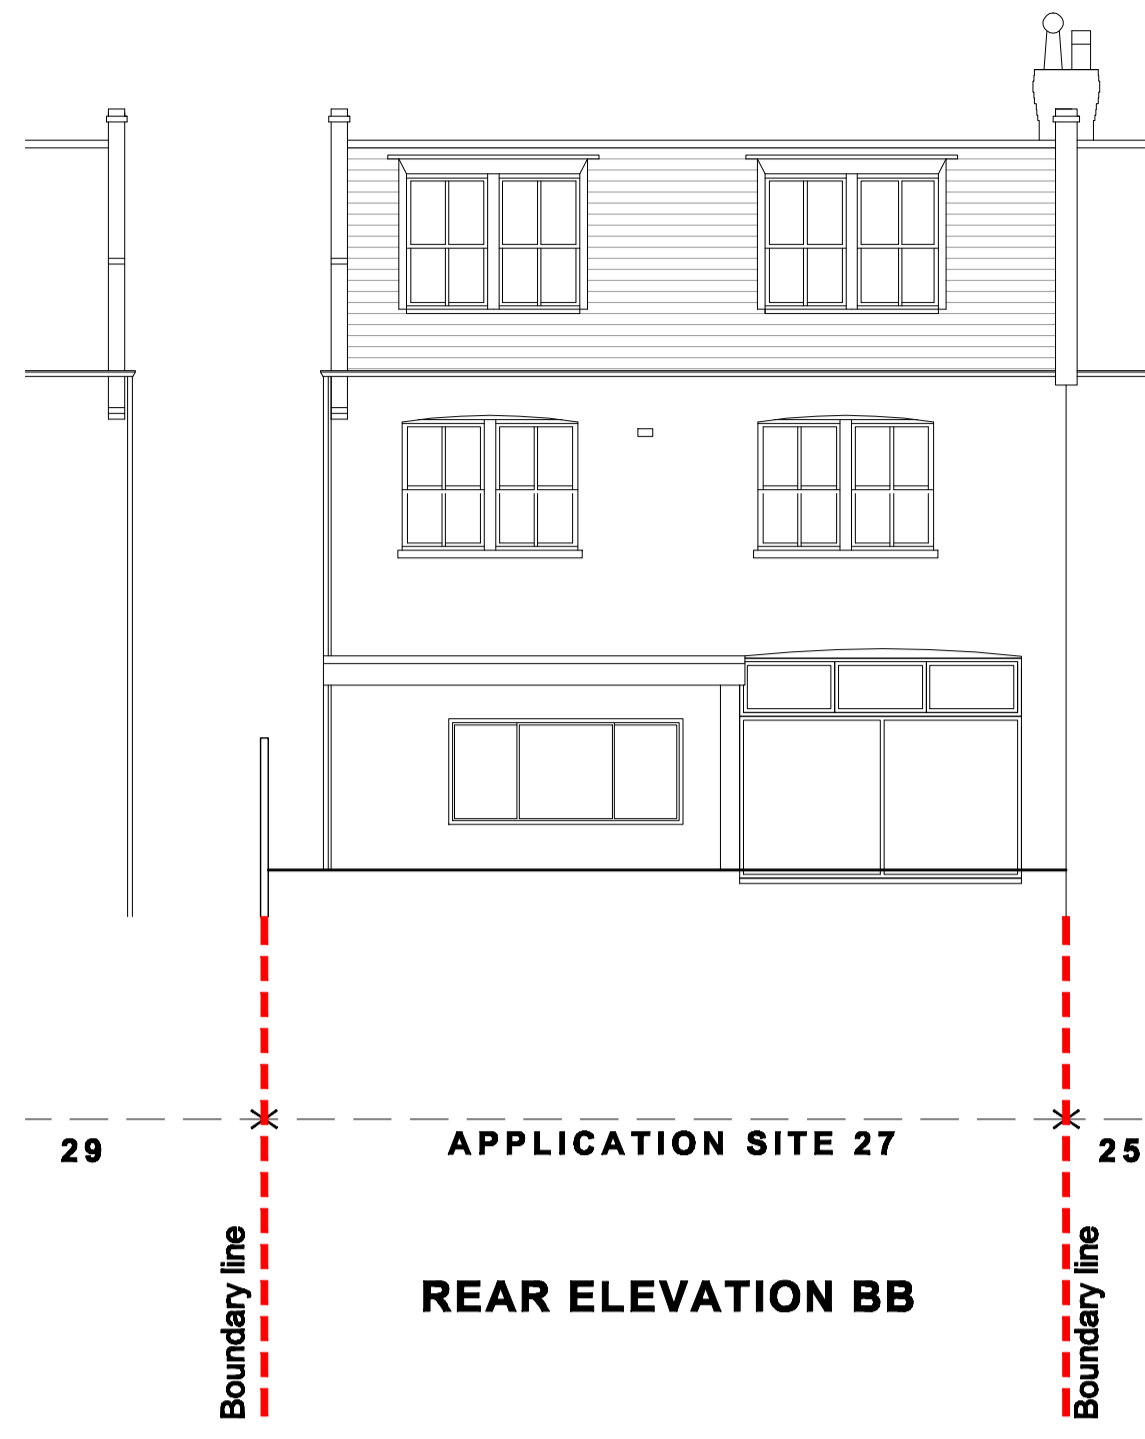 29
APPLICATION SITE 27
25
Boundary line
REAR ELEVATION BB
Boundary line